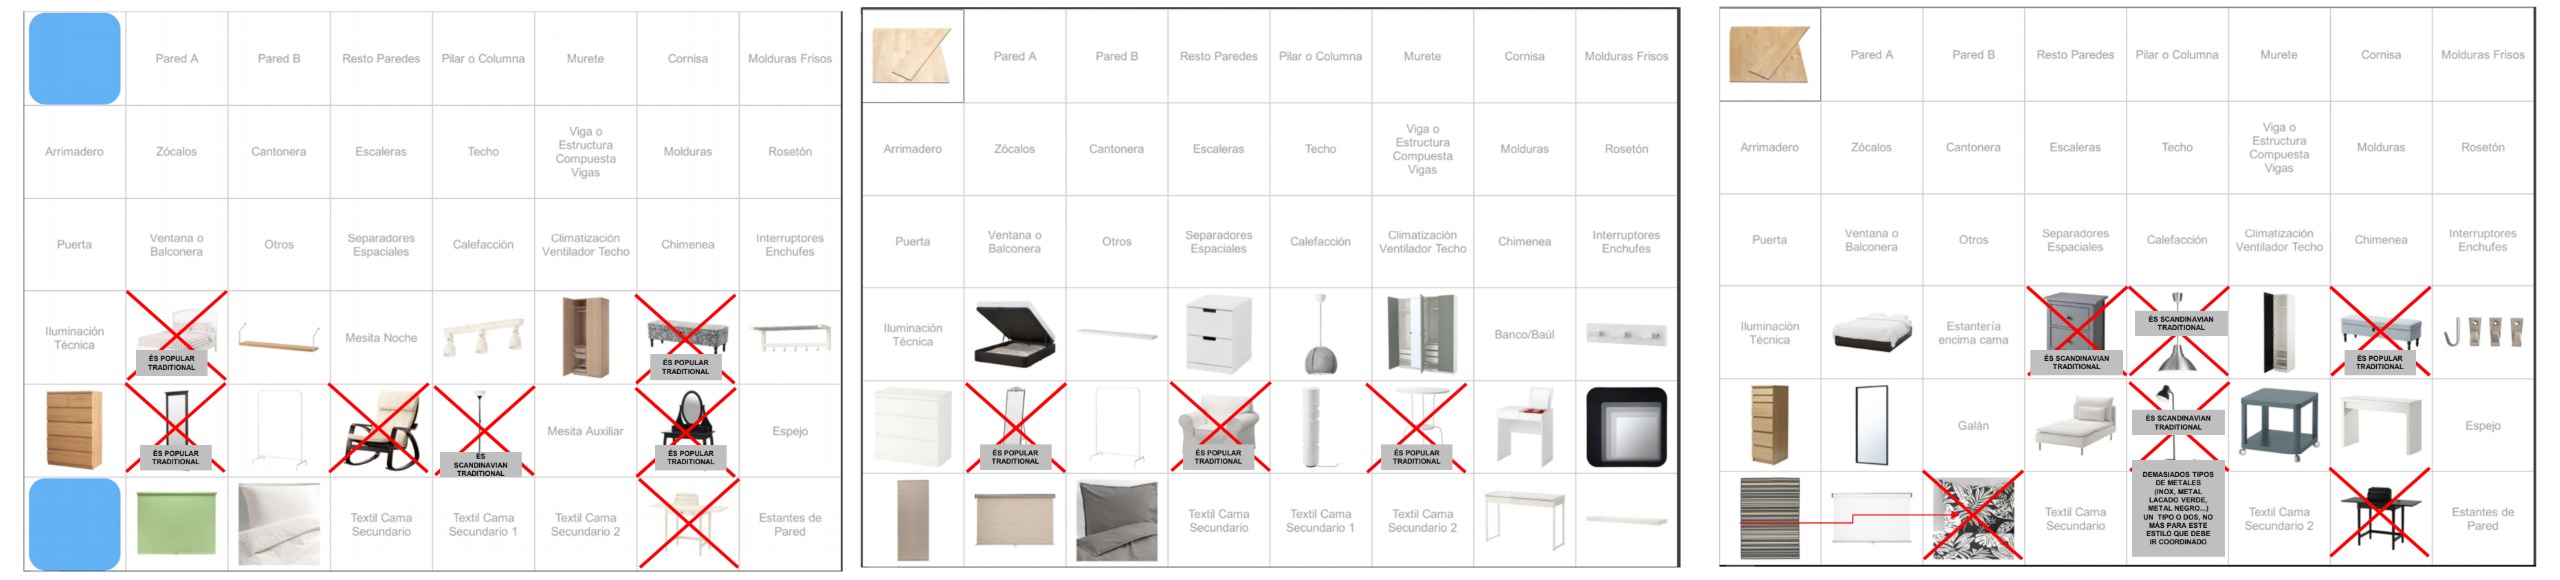 Pared A
Pared B
Resto Paredes
Pilar o Columna
Murete
Cornisa
Molduras Frisos
Arrimadero
Zócalos
Cantonera
Escaleras
Techo
Viga o
Estructura
Compuesta
Vigas
Molduras
Rosetón
Puerta
Ventana o
Balconera
Otros
Separadores
Espaciales
Calefacción
Climatización
Ventilador Techo
Chimenea
Interruptores
Enchufes
Iluminación
Técnica
ÉS POPULAR
TRADITIONAL
Mesita Noche
ÉS POPULAR
TRADITIONAL
ÉS POPULAR
TRADITIONAL
ÉS
SCANDINAVIAN
TRADITIONAL
Mesita Auxiliar
ÉS POPULAR
TRADITIONAL
Espejo
Textil Cama
Secundario
Textil Cama
Secundario 1
Textil Cama
Secundario 2
Estantes de
Pared
Pared A
Pared B
Resto Paredes
Pilar o Columna
Murete
Cornisa
Molduras Frisos
Arrimadero
Zócalos
Cantonera
Escaleras
Techo
Viga o
Estructura
Compuesta
Vigas
Molduras
Rosetón
Puerta
Ventana o
Balconera
Otros
Separadores
Espaciales
Calefacción
Climatización
Ventilador Techo
Chimenea
Interruptores
Enchufes
Iluminación
Técnica
Banco/Baúl
ÉS POPULAR
TRADITIONAL
ÉS POPULAR
TRADITIONAL
ÉS POPULAR
TRADITIONAL
Textil Cama
Secundario
Textil Cama
Secundario 1
Textil Cama
Secundario 2
Pared A
Pared B
Resto Paredes
Pilar o Columna
Murete
Cornisa
Molduras Frisos
Arrimadero
Zócalos
Cantonera
Escaleras
Techo
Viga o
Estructura
Compuesta
Vigas
Molduras
Rosetón
Puerta
Ventana o
Balconera
Otros
Separadores
Espaciales
Calefacción
Climatización
Ventilador Techo
Chimenea
Interruptores
Enchufes
Iluminación
Técnica
Estantería
encima cama
ÉS SCANDINAVIAN
TRADITIONAL
ÉS SCANDINAVIAN
TRADITIONAL
ÉS POPULAR
TRADITIONAL
Galán
ÉS SCANDINAVIAN
TRADITIONAL
Espejo
Textil Cama
Secundario
DEMASIADOS TIPOS
DE METALES
(INOX, METAL
LACADO VERDE,
METAL NEGRO...)
UN TIPO O DOS, NO
MÁS PARA ESTE
ESTILO QUE DEBE
IR COORDINADO
Textil Cama
Secundario 2
Estantes de
Pared